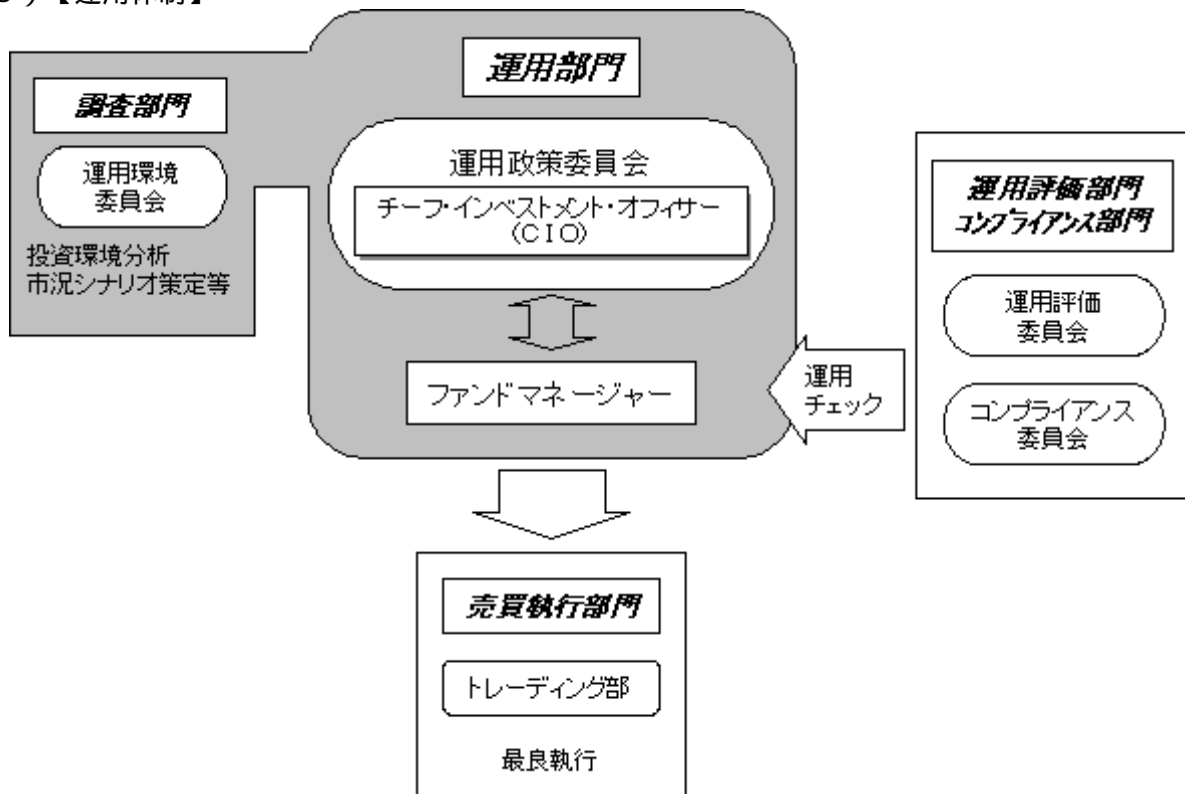 【運用体制】
運用部門
調査部門
運用環境
委員会
投資環境分析
市況シナリオ策定等
運用政策委員会
チーフ・インベストメント・オフィサー
(CIO)
ファンドマネージャー
運用
チェック
運用評価部門
コンプライアンス部門
運用評価
委員会
コンプライアンス
委員会
売買執行部門
トレーディング部
最良執行